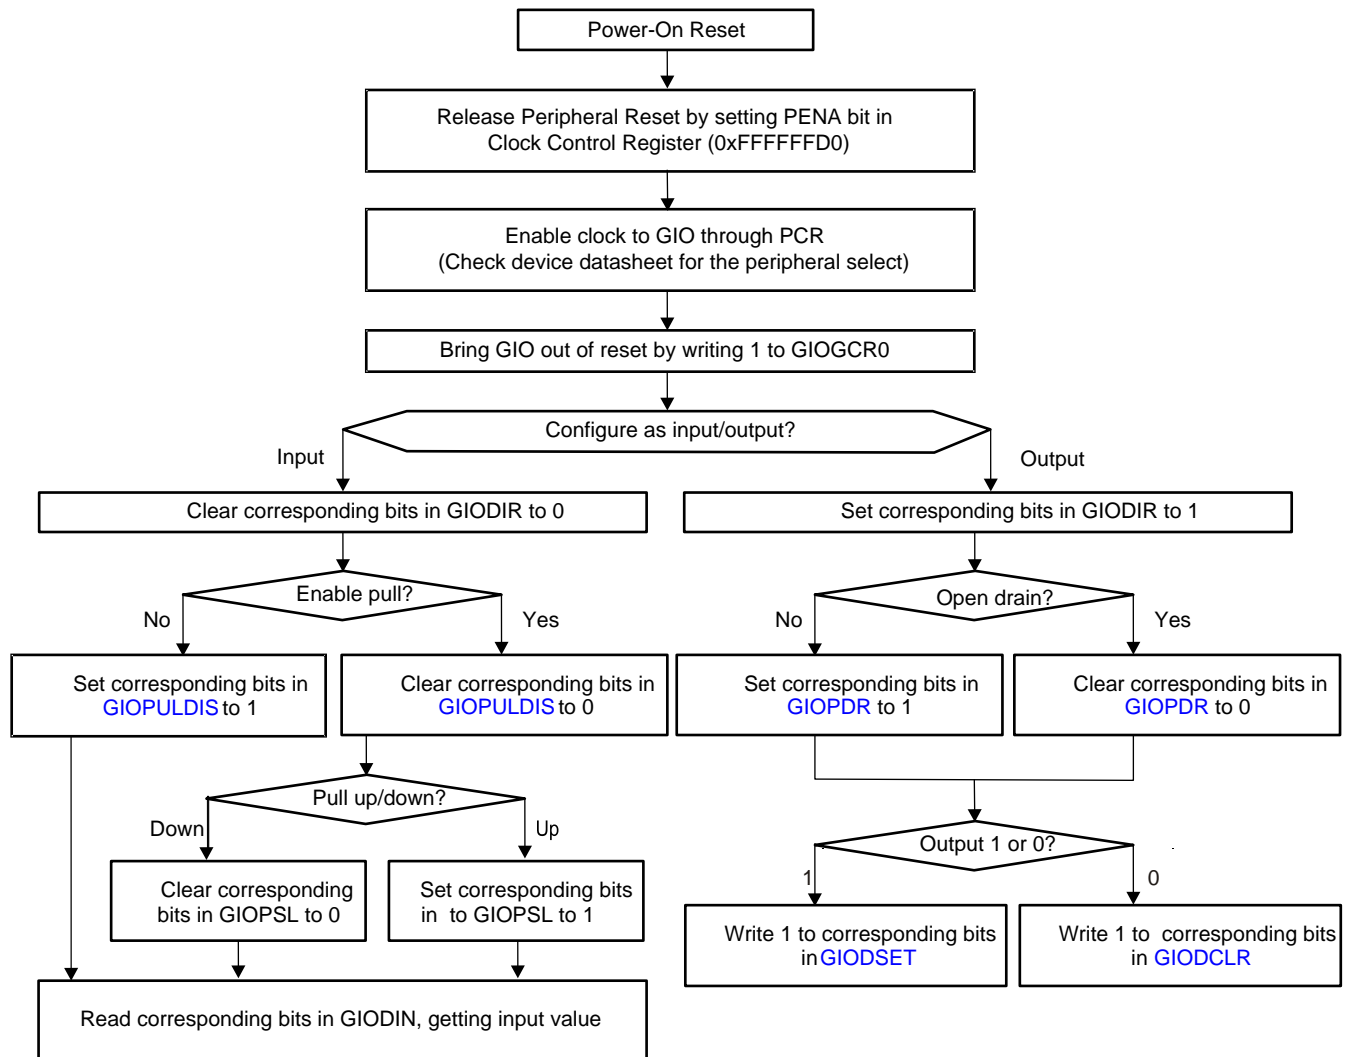 Power-On Reset
Release Peripheral Reset by setting PENA bit in
Clock Control Register (0xFFFFFFD0)
Enable clock to GIO through PCR
(Check device datasheet for the peripheral select)
Bring GIO out of reset by writing 1 to GIOGCR0
Configure as input/output?
Input
Output
Clear corresponding bits in GIODIR to 0
Set corresponding bits in GIODIR to 1
Enable pull?
Open drain?
No
Yes
No
Yes
Set corresponding bits in
GIOPULDIS to 1
Clear corresponding bits in
GIOPULDIS to 0
Set corresponding bits in
GIOPDR to 1
Clear corresponding bits in
GIOPDR to 0
Pull up/down?
Down
Up
Output 1 or 0?
1
0
Clear corresponding
bits in GIOPSL to 0
Set corresponding bits
in to GIOPSL to 1
Write 1 to corresponding bits
in GIODSET
Write 1 to corresponding bits
in GIODCLR
Read corresponding bits in GIODIN, getting input value